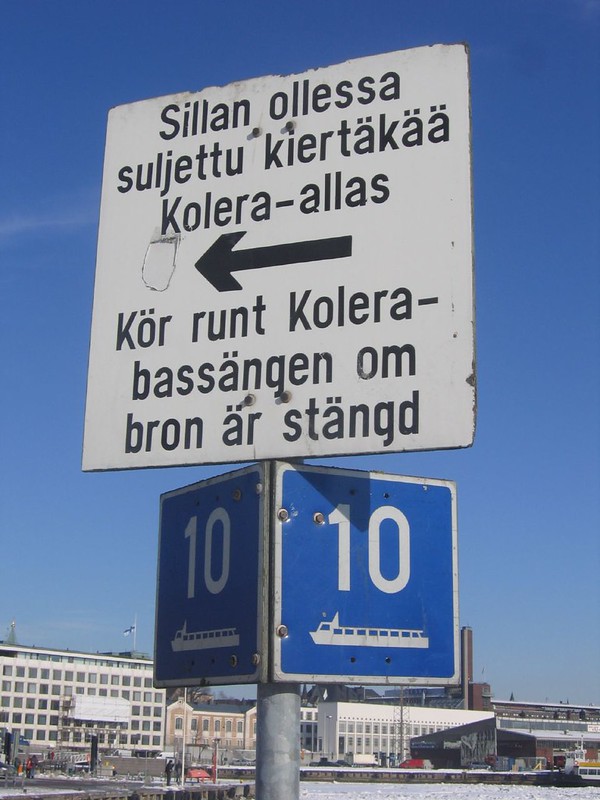 Sillan ollessa
suljettu kiertäkää
Kolera-allas
Kör runt Kolera-
bassängen om
bron är stängd
10
10